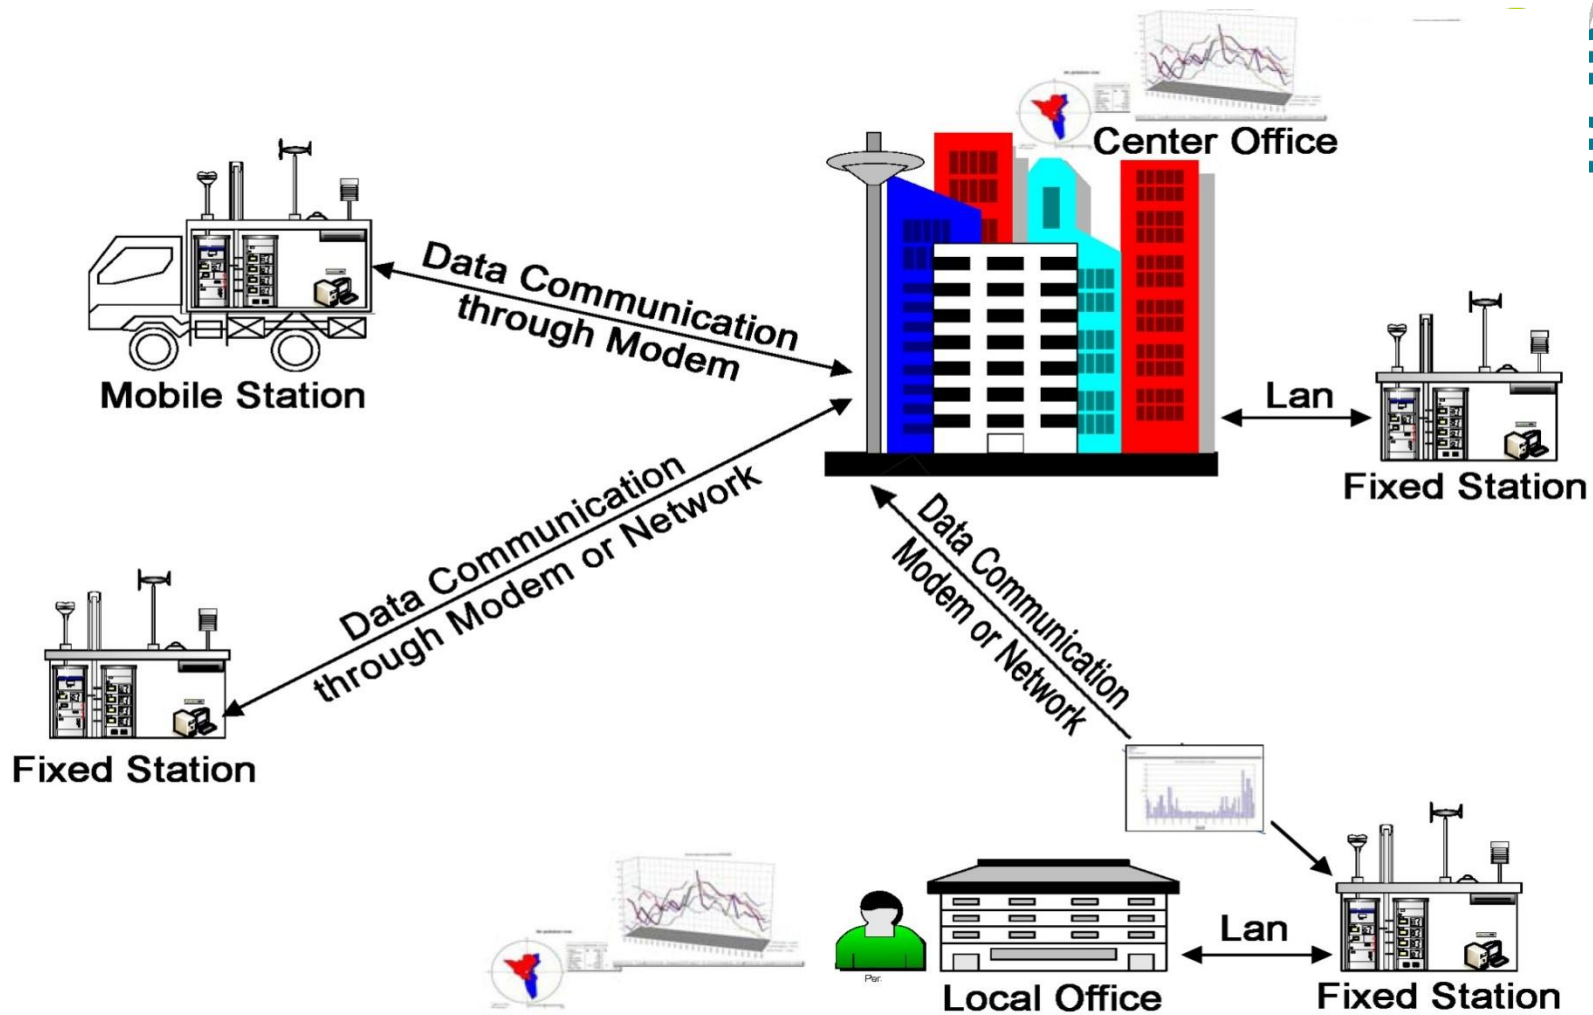 Center Office
Data Communication
through Modem
Mobile Station
Lan
Fixed Station
Data Communication
through Modem or Network
Data Communication
Modem or Network
Fixed Station
Per.
Lan
Local Office
Fixed Station